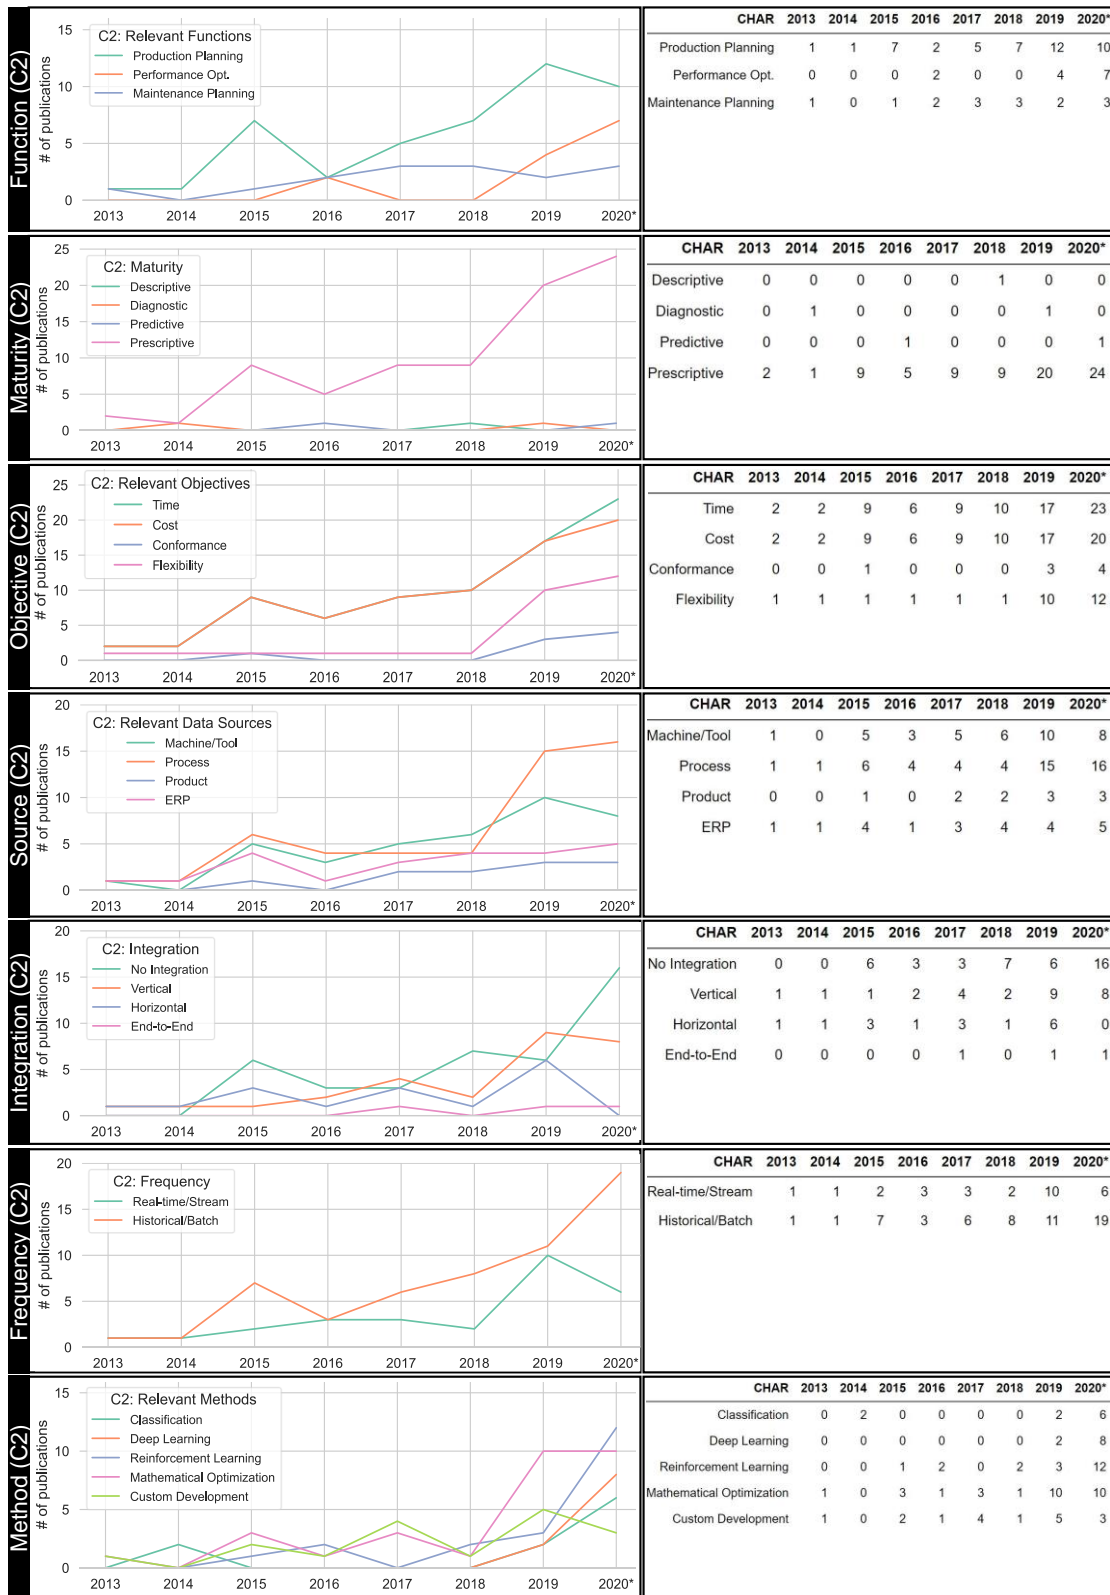 Function (C2)
# of publications
15
10
5
0
C2: Relevant Functions
Production Planning
Performance Opt.
Maintenance Planning
2013 2014 2015 2016 2017 2018 2019 2020*
CHAR 2013 2014 2015 2016 2017 2018 2019 2020*
Production Planning 1 1 7 2 5 7 12 10
Performance Opt. 0 0 0 2 0 0 4 7
Maintenance Planning 1 0 1 2 3 3 2 3
Maturity (C2)
# of publications
25
20
15
10
5
0
C2: Maturity
Descriptive
Diagnostic
Predictive
Prescriptive
2013 2014 2015 2016 2017 2018 2019 2020*
CHAR 2013 2014 2015 2016 2017 2018 2019 2020*
Descriptive 0 0 0 0 0 1 0 0
Diagnostic 0 1 0 0 0 0 1 0
Predictive 0 0 0 1 0 0 0 1
Prescriptive 2 1 9 5 9 9 20 24
Objective (C2)
# of publications
25
20
15
10
5
0
C2: Relevant Objectives
Time
Cost
Conformance
Flexibility
2013 2014 2015 2016 2017 2018 2019 2020*
CHAR 2013 2014 2015 2016 2017 2018 2019 2020*
Time 2 2 9 6 9 10 17 23
Cost 2 2 9 6 9 10 17 20
Conformance 0 0 1 0 0 0 3 4
Flexibility 1 1 1 1 1 1 10 12
Source (C2)
# of publications
20
15
10
5
0
C2: Relevant Data Sources
Machine/Tool
Process
Product
ERP
2013 2014 2015 2016 2017 2018 2019 2020*
CHAR 2013 2014 2015 2016 2017 2018 2019 2020*
Machine/Tool 1 0 5 3 5 6 10 8
Process 1 1 6 4 4 4 15 16
Product 0 0 1 0 2 2 3 3
ERP 1 1 4 1 3 4 4 5
Integration (C2)
# of publications
20
15
10
5
0
C2: Integration
No Integration
Vertical
Horizontal
End-to-End
2013 2014 2015 2016 2017 2018 2019 2020*
CHAR 2013 2014 2015 2016 2017 2018 2019 2020*
No Integration 0 0 6 3 3 7 6 16
Vertical 1 1 1 2 4 2 9 8
Horizontal 1 1 3 1 3 1 6 0
End-to-End 0 0 0 0 1 0 1 1
Frequency (C2)
# of publications
20
15
10
5
0
C2: Frequency
Real-time/Stream
Historical/Batch
2013 2014 2015 2016 2017 2018 2019 2020*
CHAR 2013 2014 2015 2016 2017 2018 2019 2020*
Real-time/Stream 1 1 2 3 3 2 10 6
Historical/Batch 1 1 7 3 6 8 11 19
Method (C2)
# of publications
15
10
5
0
C2: Relevant Methods
Classification
Deep Learning
Reinforcement Learning
Mathematical Optimization
Custom Development
2013 2014 2015 2016 2017 2018 2019 2020*
CHAR 2013 2014 2015 2016 2017 2018 2019 2020*
Classification 0 2 0 0 0 0 2 6
Deep Learning 0 0 0 0 0 0 2 8
Reinforcement Learning 0 0 1 2 0 2 3 12
Mathematical Optimization 1 0 3 1 3 1 10 10
Custom Development 1 0 2 1 4 1 5 3